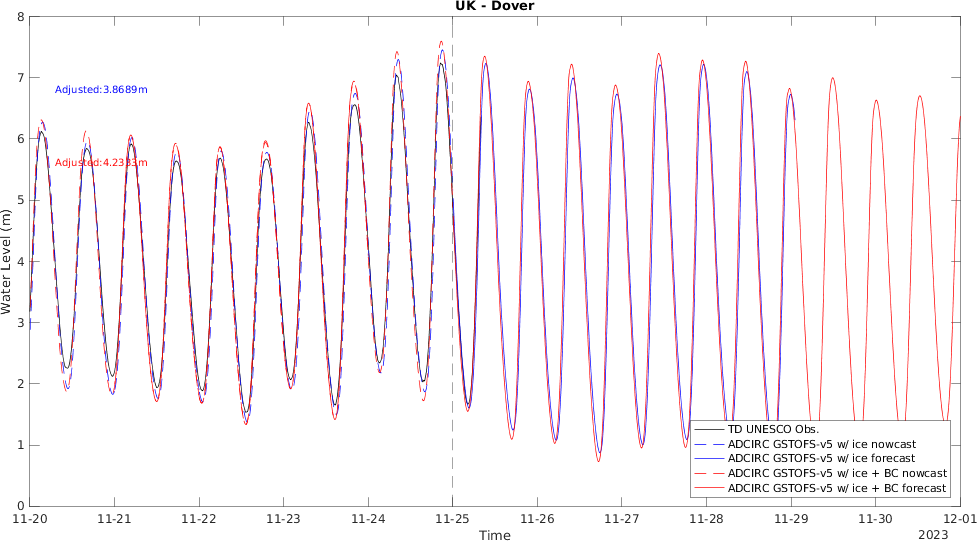 UK - Dover
8
7
6
5
4
3
2
1
0
Water Level (m)
Adjusted:3.8689m
Adjusted:4.2333m
TD UNESCO Obs.
ADCIRC GSTOFS-v5 w/ ice nowcast
ADCIRC GSTOFS-v5 w/ ice forecast
ADCIRC GSTOFS-v5 w/ ice + BC nowcast
ADCIRC GSTOFS-v5 w/ ice + BC forecast
11-20 11-21 11-22 11-23 11-24 11-25 11-26 11-27 11-28 11-29 11-30 12-01
Time
2023